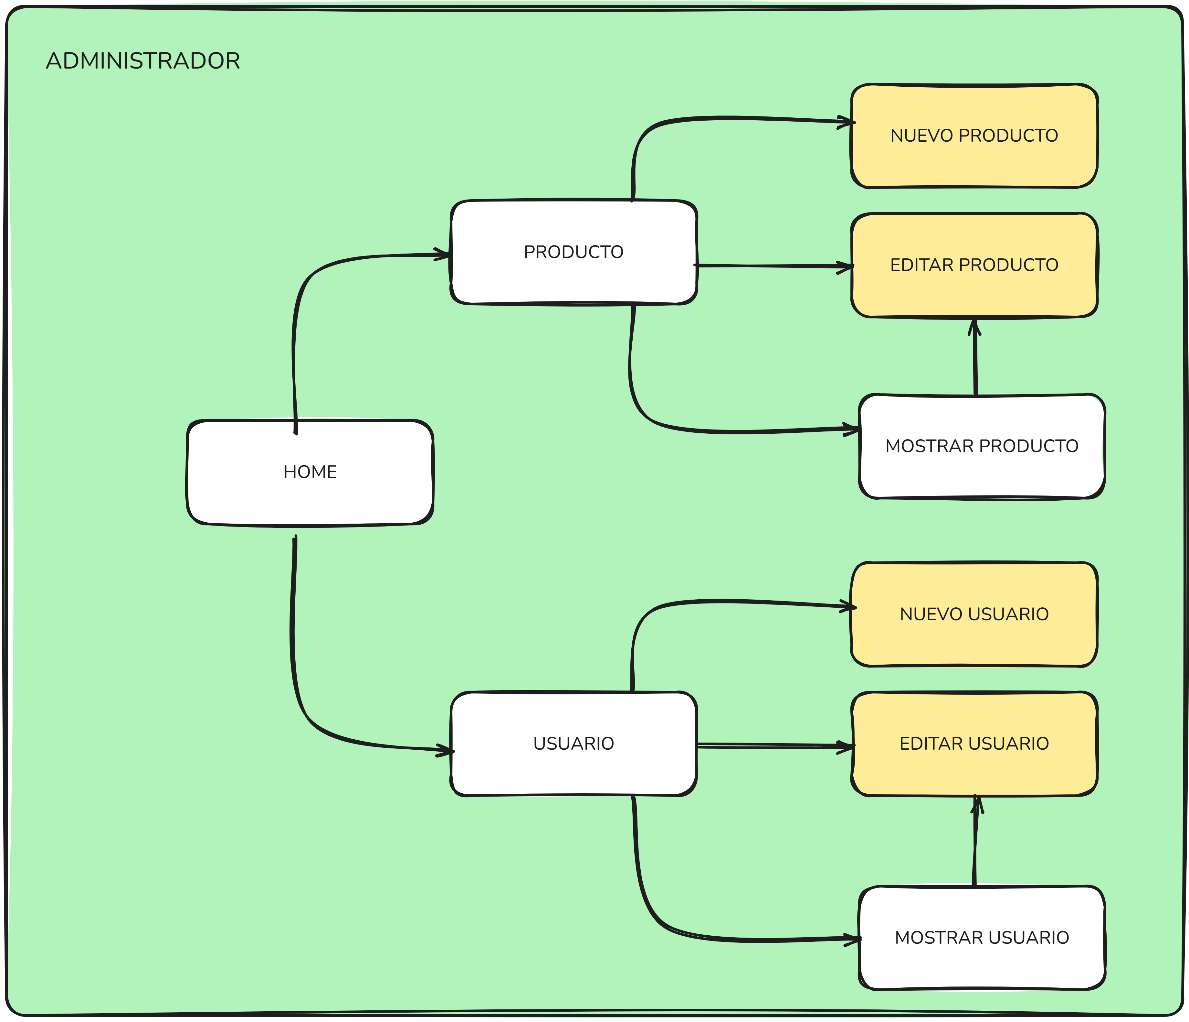 ADMINISTRADOR
NUEVO PRODUCTO
PRODUCTO
EDITAR PRODUCTO
MOSTRAR PRODUCTO
HOME
NUEVO USUARIO
USUARIO
EDITAR USUARIO
MOSTRAR USUARIO